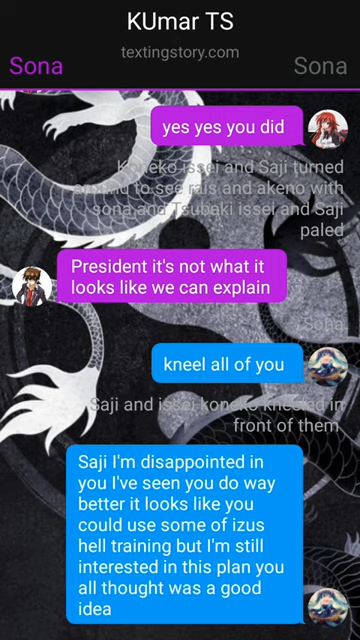 KUmar TS
textingstory.com
Sona
Sona
yes yes you did
Koneko issei and Saji turned
around to see raIs and akeno with
sona and Tsubaki issei and Saji
paled
President it's not what it
looks like we can explain
Sona
kneel all of you
Saji and issei koneko kneeled in
front of them
Saji I'm disappointed in
you I've seen you do way
better it looks like you
could use some of izus
hell training but I'm still
interested in this plan you
all thought was a good
idea